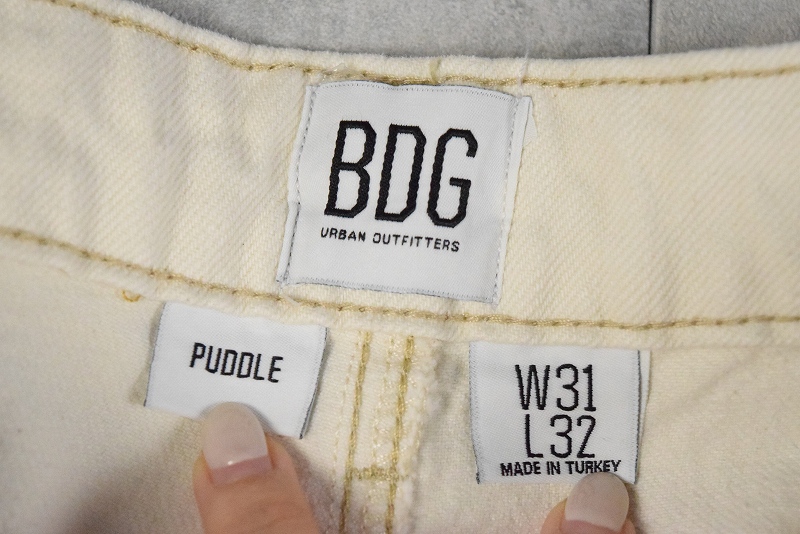 BDG
URBAN OUTFITTERS
PUDDLE
W31
L32
MADE IN TURKEY